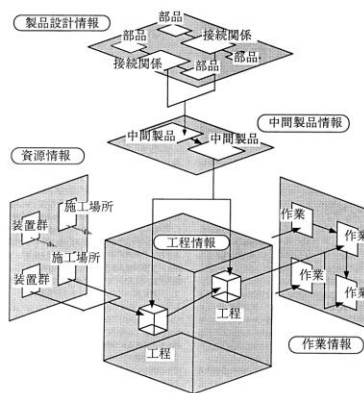 製品設計情報
部品
部品
接続関係
部品
接続関係
部品
中間製品情報
中間製品
中間製品
資源情報
施工場所
装置群
施工場所
装置群
工程情報
工程
工程
作業
作業
作業
作業
作業情報